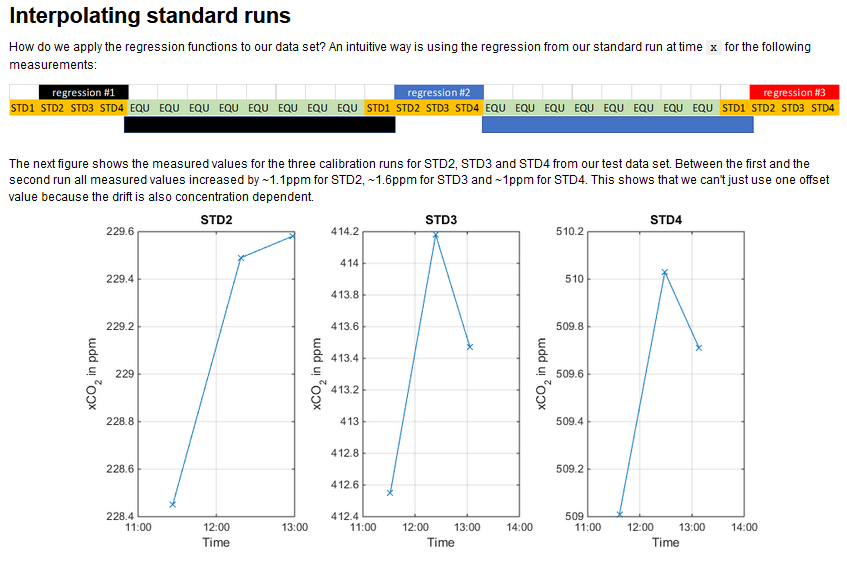 Interpolating standard runs
How do we apply the regression functions to our data set? An intuitive way is using the regression from our standard run at time x for the following
measurements:
regression #1 regression #2 regression #3
STD1 STD2 STD3 STD4 EQU EQU EQU EQU EQU EQU EQU EQU STD1 STD2 STD3 STD4 EQU EQU EQU EQU EQU EQU EQU EQU STD1 STD2 STD3 STD4
The next figure shows the measured values for the three calibration runs for STD2, STD3 and STD4 from our test data set. Between the first and the
second run all measured values increased by ~1.1ppm for STD2, ~1.6ppm for STD3 and ~1ppm for STD4. This shows that we can't just use one offset
value because the drift is also concentration dependent.
STD2
229.6
229.4
229.2
229
228.8
228.6
228.4
xCO2 in ppm
11:00 12:00 13:00
Time
STD3
414.2
414
413.8
413.6
413.4
413.2
413
412.8
412.6
412.4
xCO2 in ppm
11:00 12:00 13:00 14:00
Time
STD4
510.2
510
509.8
509.6
509.4
509.2
509
xCO2 in ppm
11:00 12:00 13:00 14:00
Time